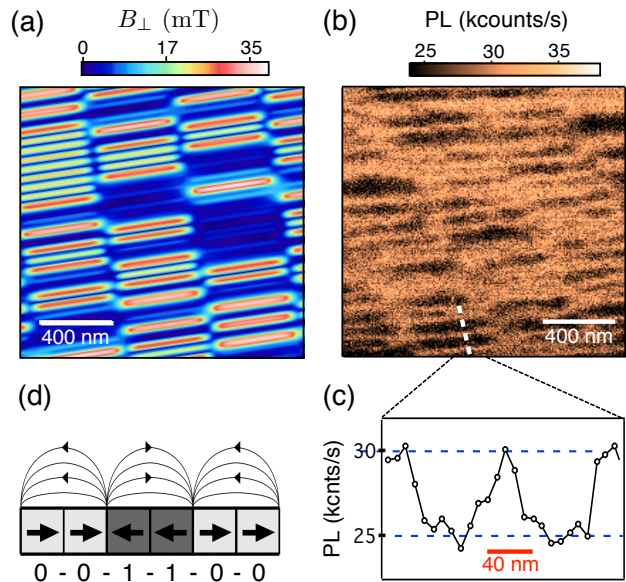 (a)
B⊥ (mT)
0 17 35
400 nm
(b)
PL (kcounts/s)
24 30 35
400 nm
(d)
0 - 0 - 1 - 1 - 0 - 0
(c)
PL (kcnts/s)
30
25
40 nm